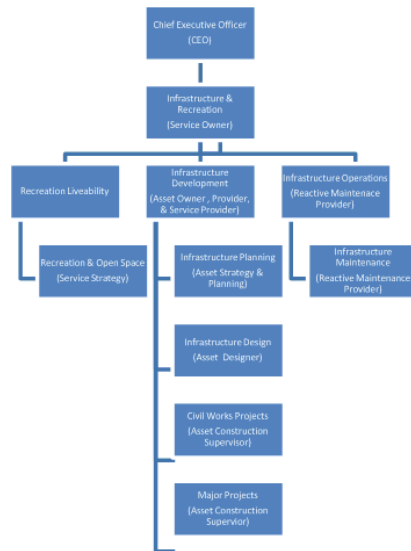 Chief Executive Officer
(CEO)
Infrastructure &
Recreation
(Service Owner)
Recreation Liveability
Infrastructure
Development
(Asset Owner , Provider,
& Service Provider)
Infrastructure Operations
(Reactive Maintenace
Provider)
Recreation & Open Space
(Service Strategy)
Infrastructure Planning
(Asset Strategy &
Planning)
Infrastructure
Maintenance
(Reactive Maintenance
Provider)
Infrastructure Design
(Asset Designer)
Civil Works Projects
(Asset Construction
Supervisor)
Major Projects
(Asset Construction
Supervior)